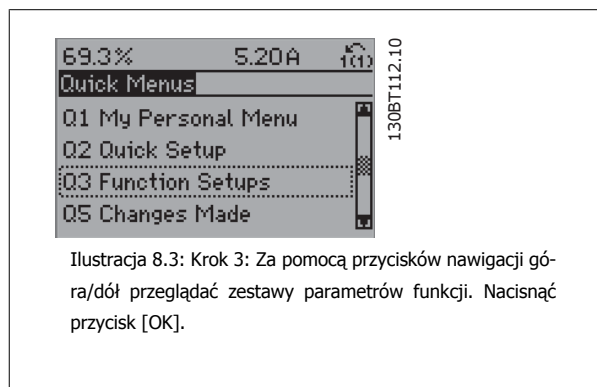 69.3% 5.20A 1(1)
Quick Menus
Q1 My Personal Menu
Q2 Quick Setup
Q3 Function Setups
Q5 Changes Made
130BT112.10
Ilustracja 8.3: Krok 3: Za pomocą przycisków nawigacji gó-
ra/dół przeglądać zestawy parametrów funkcji. Nacisnąć
przycisk [OK].